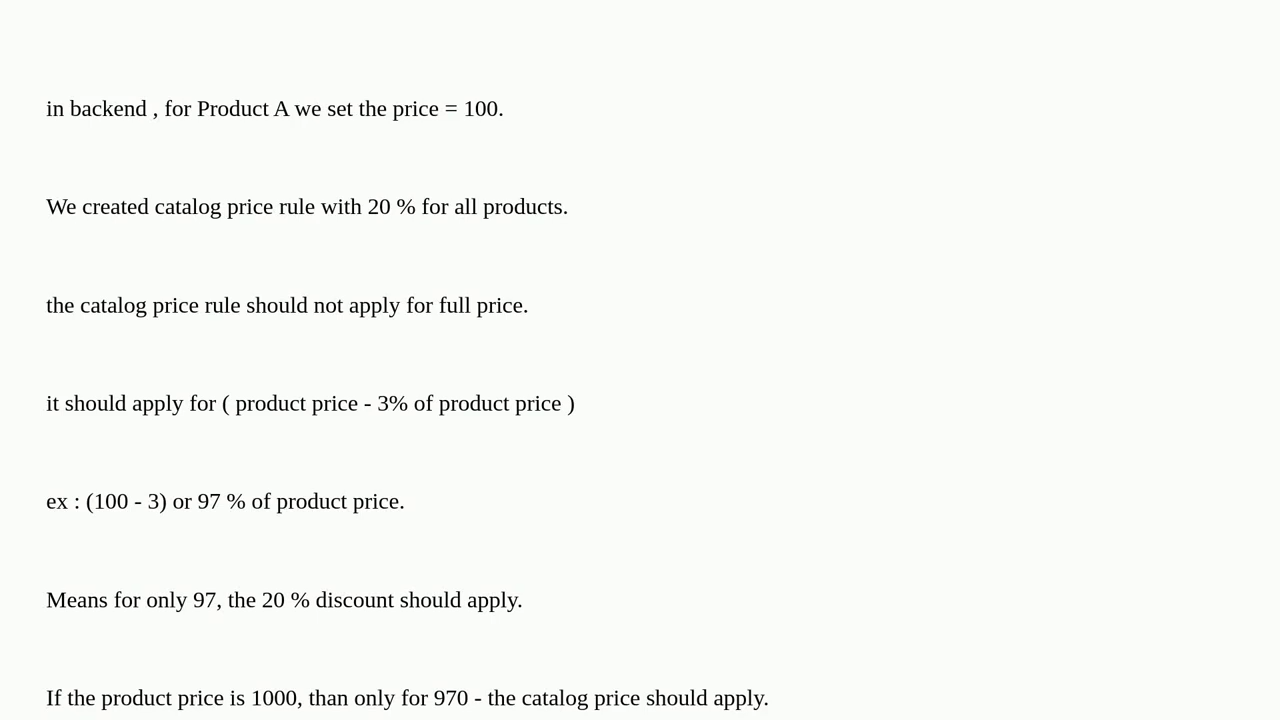 in backend , for Product A we set the price = 100.
We created catalog price rule with 20 % for all products.
the catalog price rule should not apply for full price.
it should apply for ( product price - 3% of product price )
ex : (100 - 3) or 97 % of product price.
Means for only 97, the 20 % discount should apply.
If the product price is 1000, than only for 970 - the catalog price should apply.